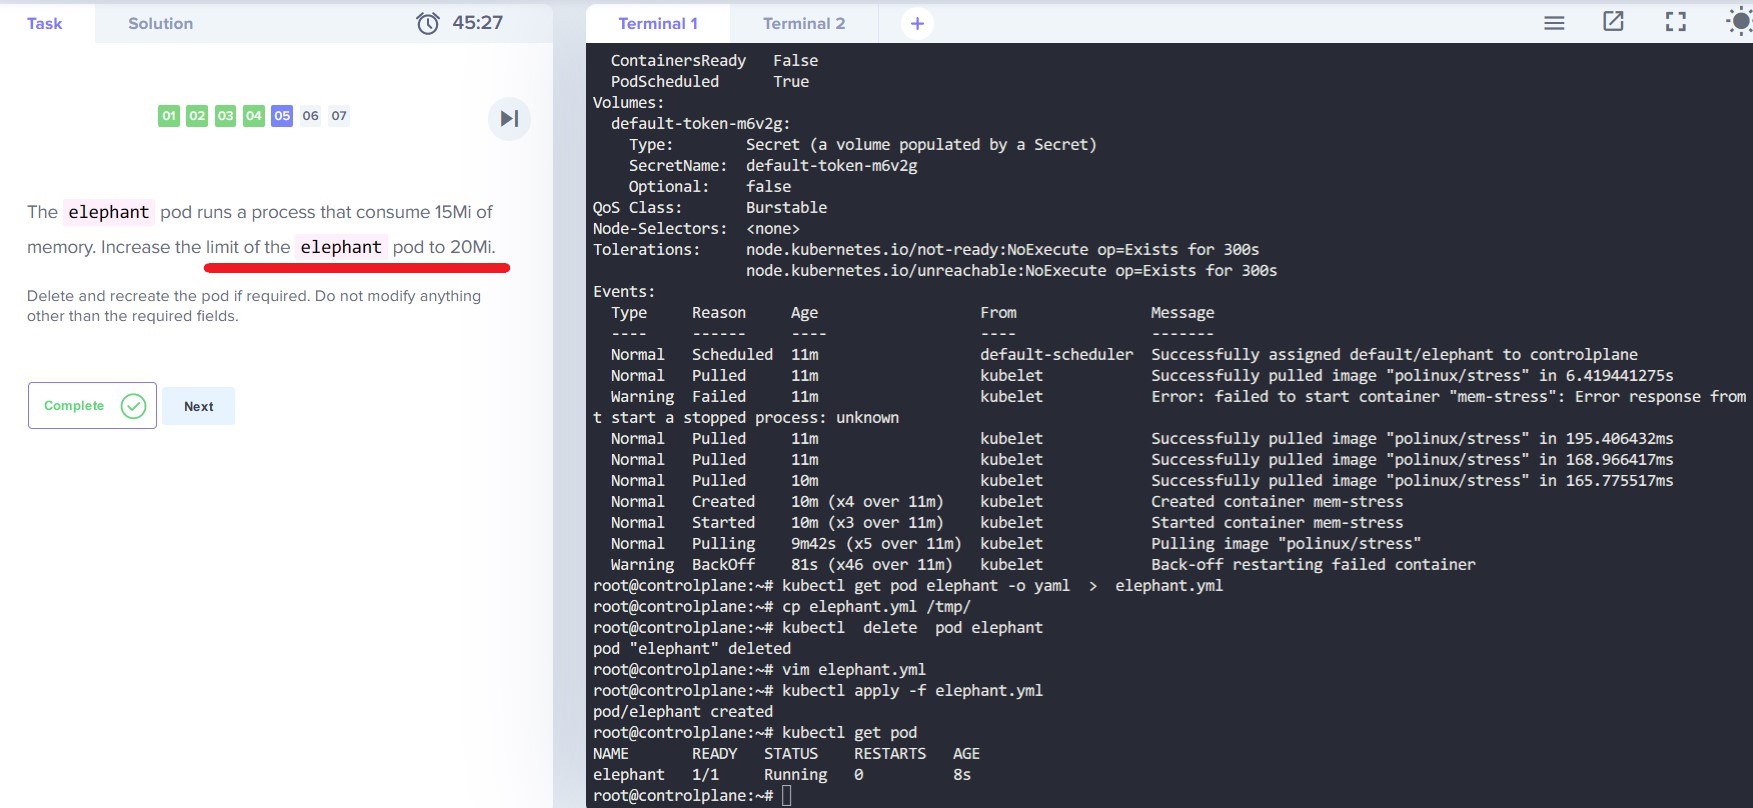 Task Solution 45:27
01 02 03 04 05 06 07
The elephant pod runs a process that consume 15Mi of
memory. Increase the limit of the elephant pod to 20Mi.
Delete and recreate the pod if required. Do not modify anything
other than the required fields.
Complete Next
Terminal 1 Terminal 2 +
ContainersReady False
PodScheduled True
Volumes:
default-token-m6v2g:
Type: Secret (a volume populated by a Secret)
SecretName: default-token-m6v2g
Optional: false
QoS Class: Burstable
Node-Selectors: <none>
Tolerations: node.kubernetes.io/not-ready:NoExecute op=Exists for 300s
node.kubernetes.io/unreachable:NoExecute op=Exists for 300s
Events:
Type Reason Age From Message
---- ------ ---- ---- -------
Normal Scheduled 11m default-scheduler Successfully assigned default/elephant to controlplane
Normal Pulled 11m kubelet Successfully pulled image "polinux/stress" in 6.419441275s
Warning Failed 11m kubelet Error: failed to start container "mem-stress": Error response from
t start a stopped process: unknown
Normal Pulled 11m kubelet Successfully pulled image "polinux/stress" in 195.406432ms
Normal Pulled 11m kubelet Successfully pulled image "polinux/stress" in 168.966417ms
Normal Pulled 10m kubelet Successfully pulled image "polinux/stress" in 165.775517ms
Normal Created 10m (x4 over 11m) kubelet Created container mem-stress
Normal Started 10m (x3 over 11m) kubelet Started container mem-stress
Normal Pulling 9m42s (x5 over 11m) kubelet Pulling image "polinux/stress"
Warning BackOff 81s (x46 over 11m) kubelet Back-off restarting failed container
root@controlplane:~# kubectl get pod elephant -o yaml > elephant.yml
root@controlplane:~# cp elephant.yml /tmp/
root@controlplane:~# kubectl delete pod elephant
pod "elephant" deleted
root@controlplane:~# vim elephant.yml
root@controlplane:~# kubectl apply -f elephant.yml
pod/elephant created
root@controlplane:~# kubectl get pod
NAME READY STATUS RESTARTS AGE
elephant 1/1 Running 0 8s
root@controlplane:~#